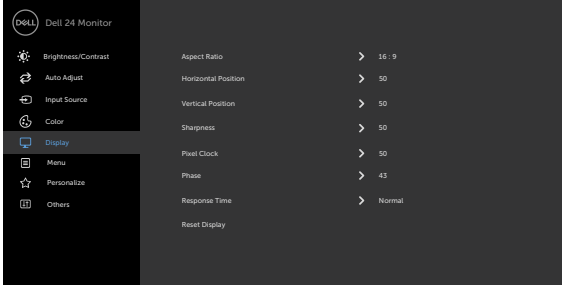 DELL Dell 24 Monitor
Brightness/Contrast
Auto Adjust
Input Source
Color
Display
Menu
Personalize
Others
Aspect Ratio 16 : 9
Horizontal Position 50
Vertical Position 50
Sharpness 50
Pixel Clock 50
Phase 43
Response Time Normal
Reset Display